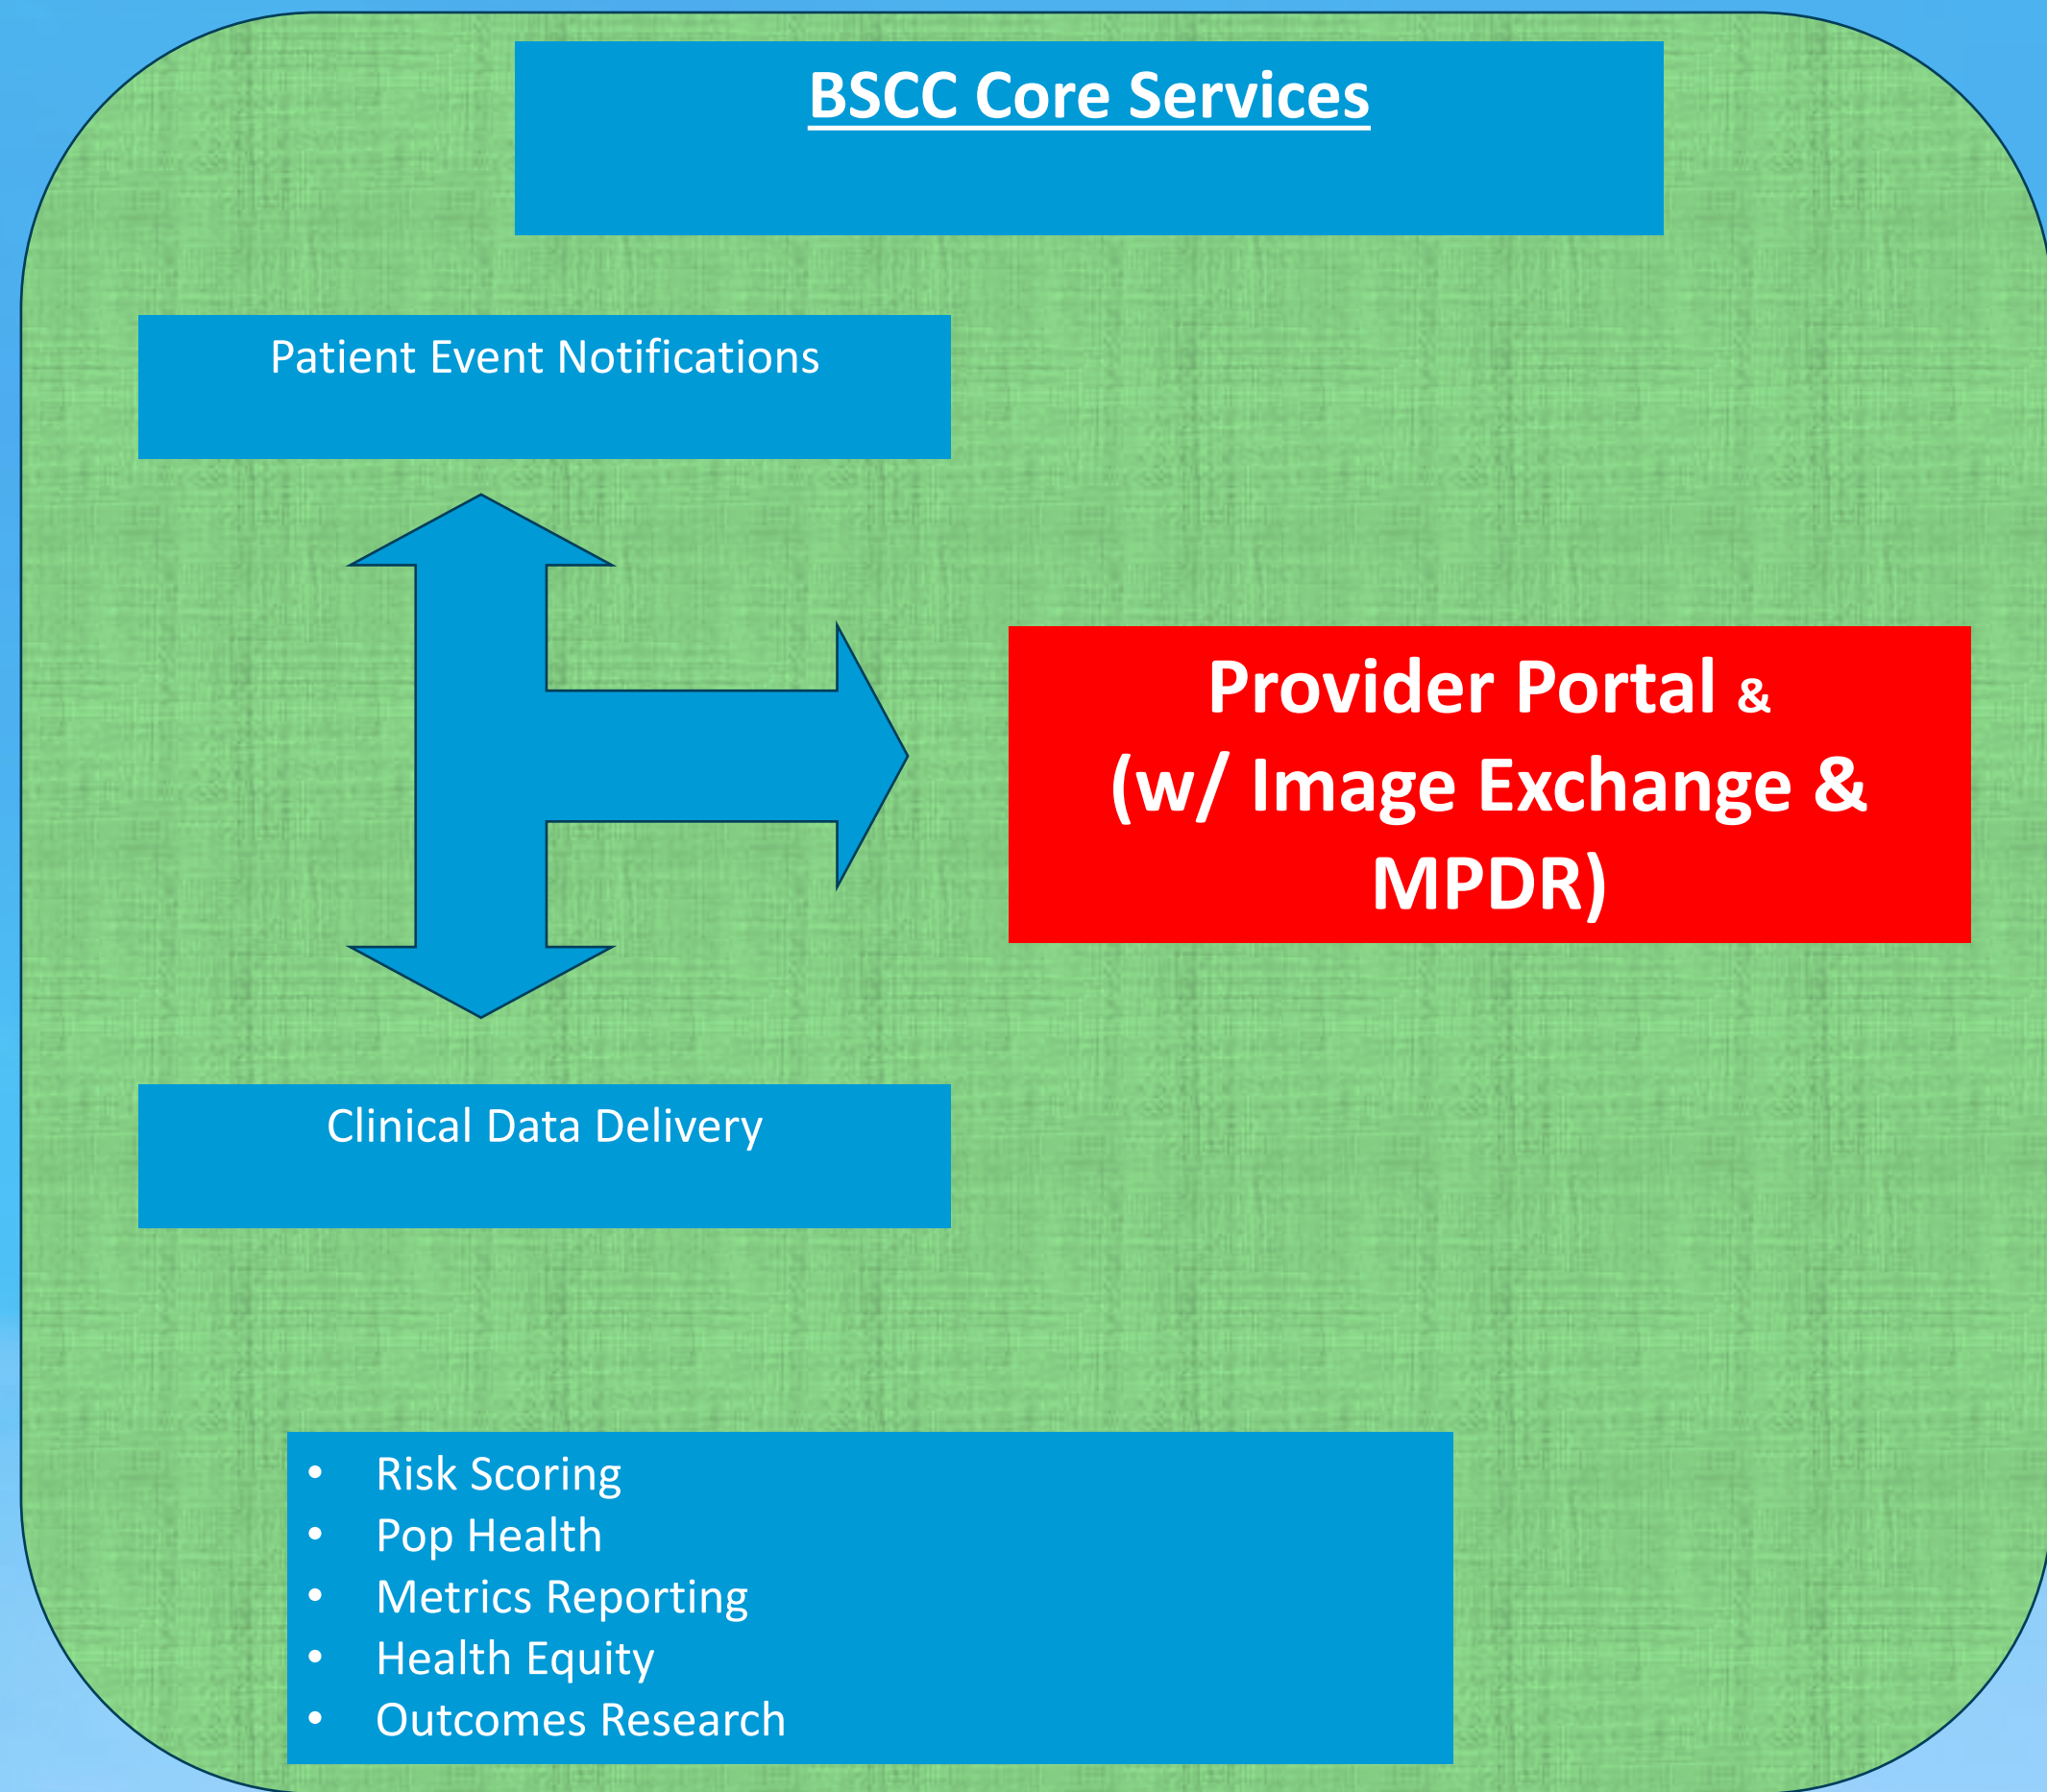 BSCC Core Services
Patient Event Notifications
Provider Portal &
(w/ Image Exchange &
MPDR)
Clinical Data Delivery
• Risk Scoring
• Pop Health
• Metrics Reporting
• Health Equity
• Outcomes Research